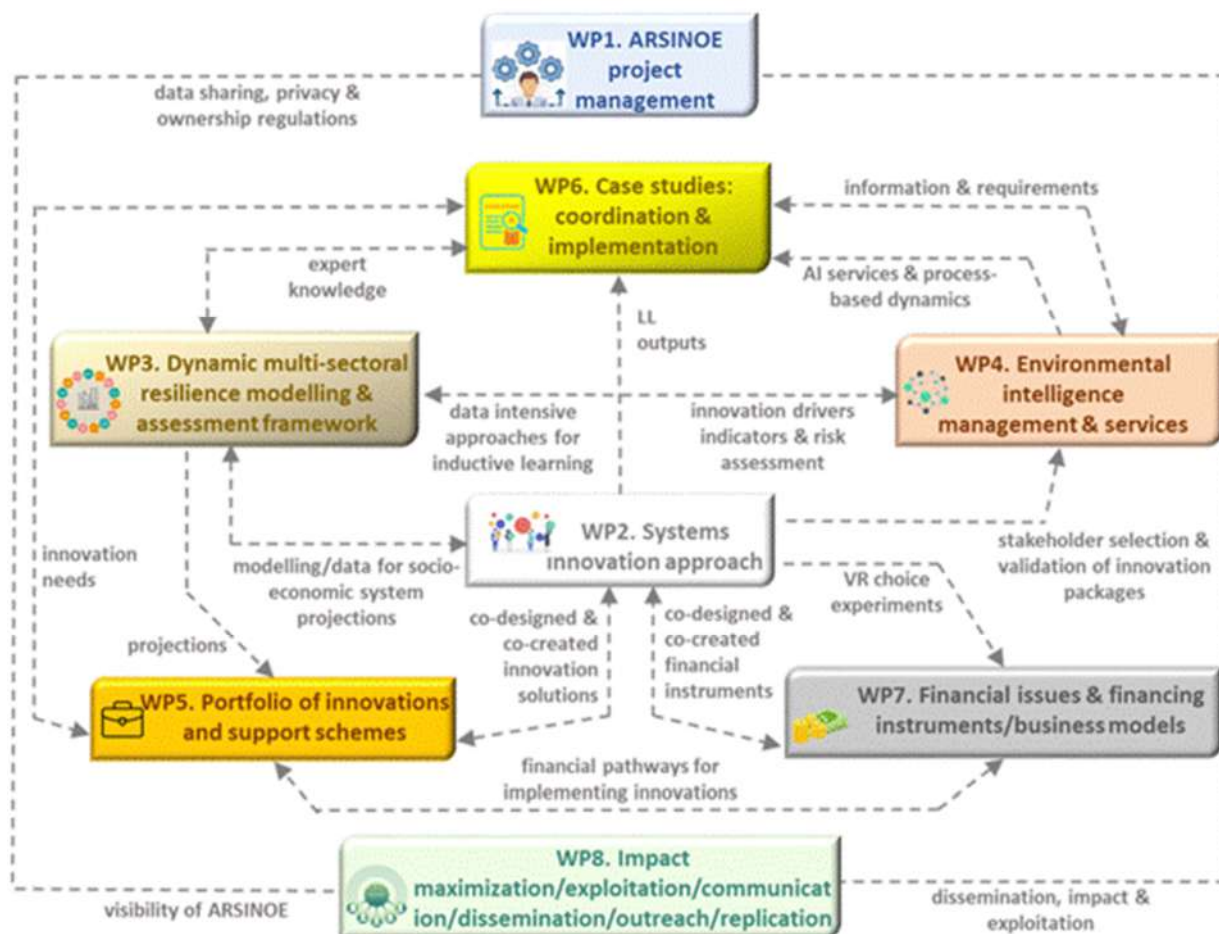 WP1. ARSINOE
project
management
data sharing, privacy &
ownership regulations
WP6. Case studies:
coordination &
implementation
information & requirements
expert
knowledge
AI services & process-
based dynamics
LL
outputs
WP3. Dynamic multi-sectoral
resilience modelling &
assessment framework
WP4. Environmental
intelligence
management & services
data intensive
approaches for
inductive learning
innovation drivers
indicators & risk
assessment
WP2. Systems
innovation approach
innovation
needs
modelling/data for socio-
economic system
projections
stakeholder selection &
validation of innovation
packages
VR choice
experiments
projections
co-designed &
co-created
innovation
solutions
co-designed &
co-created
financial
instruments
WP5. Portfolio of innovations
and support schemes
WP7. Financial issues & financing
instruments/business models
financial pathways for
implementing innovations
WP8. Impact
maximization/exploitation/communicat
ion/dissemination/outreach/replication
visibility of ARSINOE
dissemination, impact &
exploitation